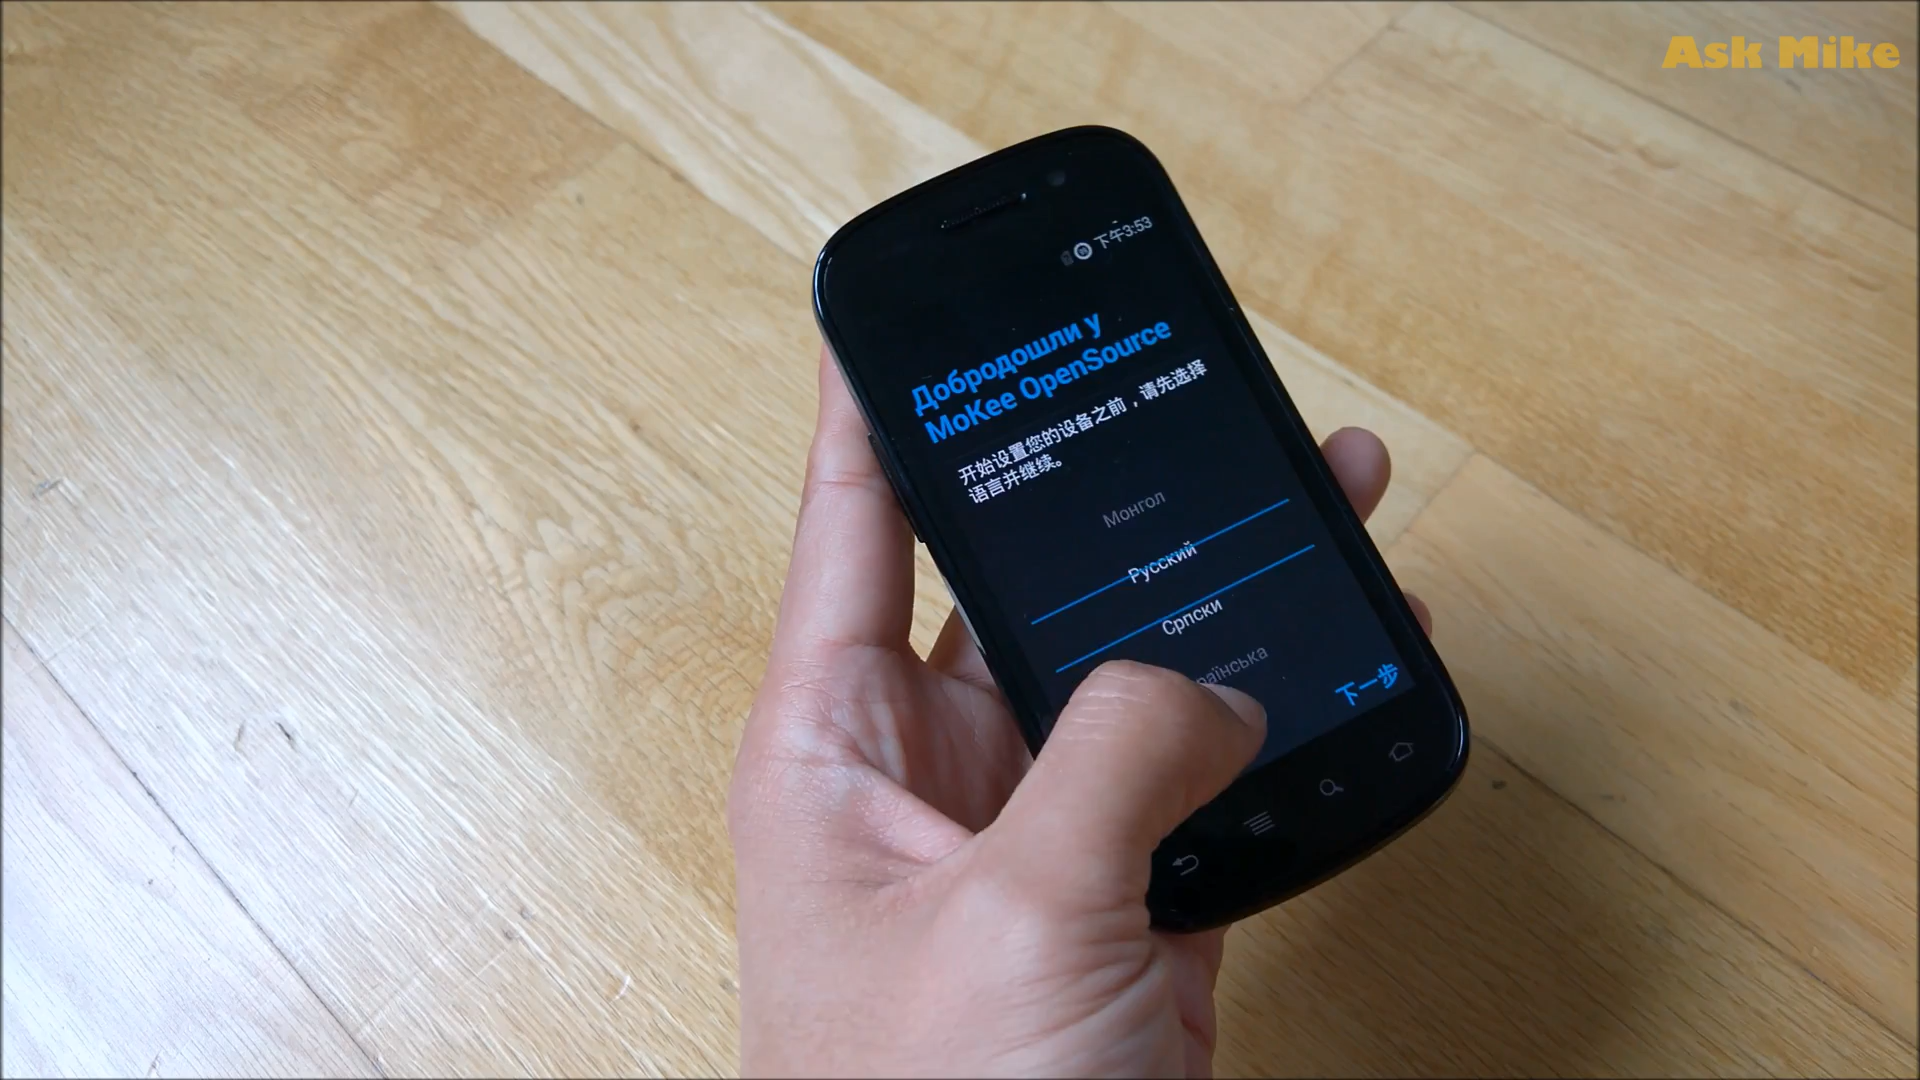 Ask Mike
下午3:53
Добродошли у
MoKee OpenSource
开始设置您的设备之前，请先选择
语言并继续。
Монгол
Русский
Српски
раїнська
下一步